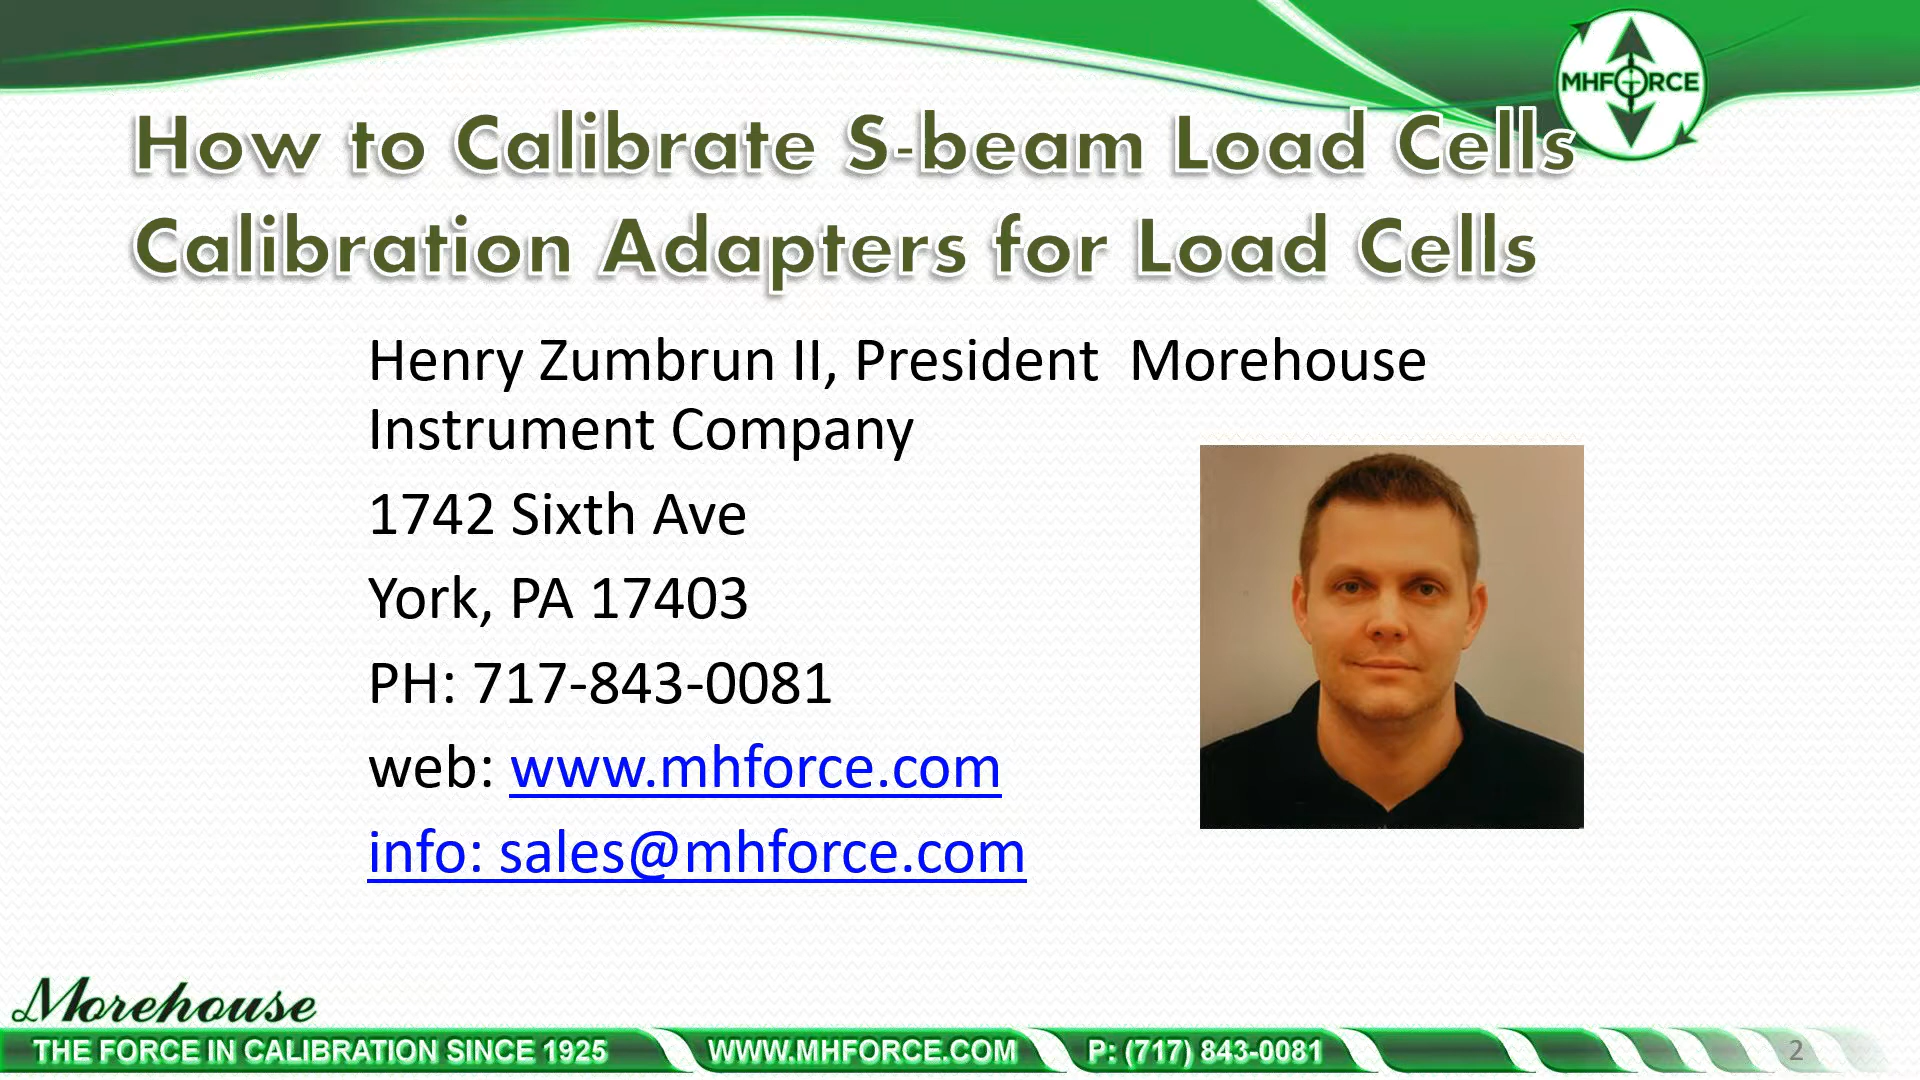 MHFORCE
How to Calibrate S-beam Load Cells
Calibration Adapters for Load Cells
Henry Zumbrun II, President  Morehouse
Instrument Company
1742 Sixth Ave
York, PA 17403
PH: 717-843-0081
web: www.mhforce.com
info: sales@mhforce.com
Morehouse
THE FORCE IN CALIBRATION SINCE 1925
WWW.MHFORCE.COM
P: (717) 843-0081
2